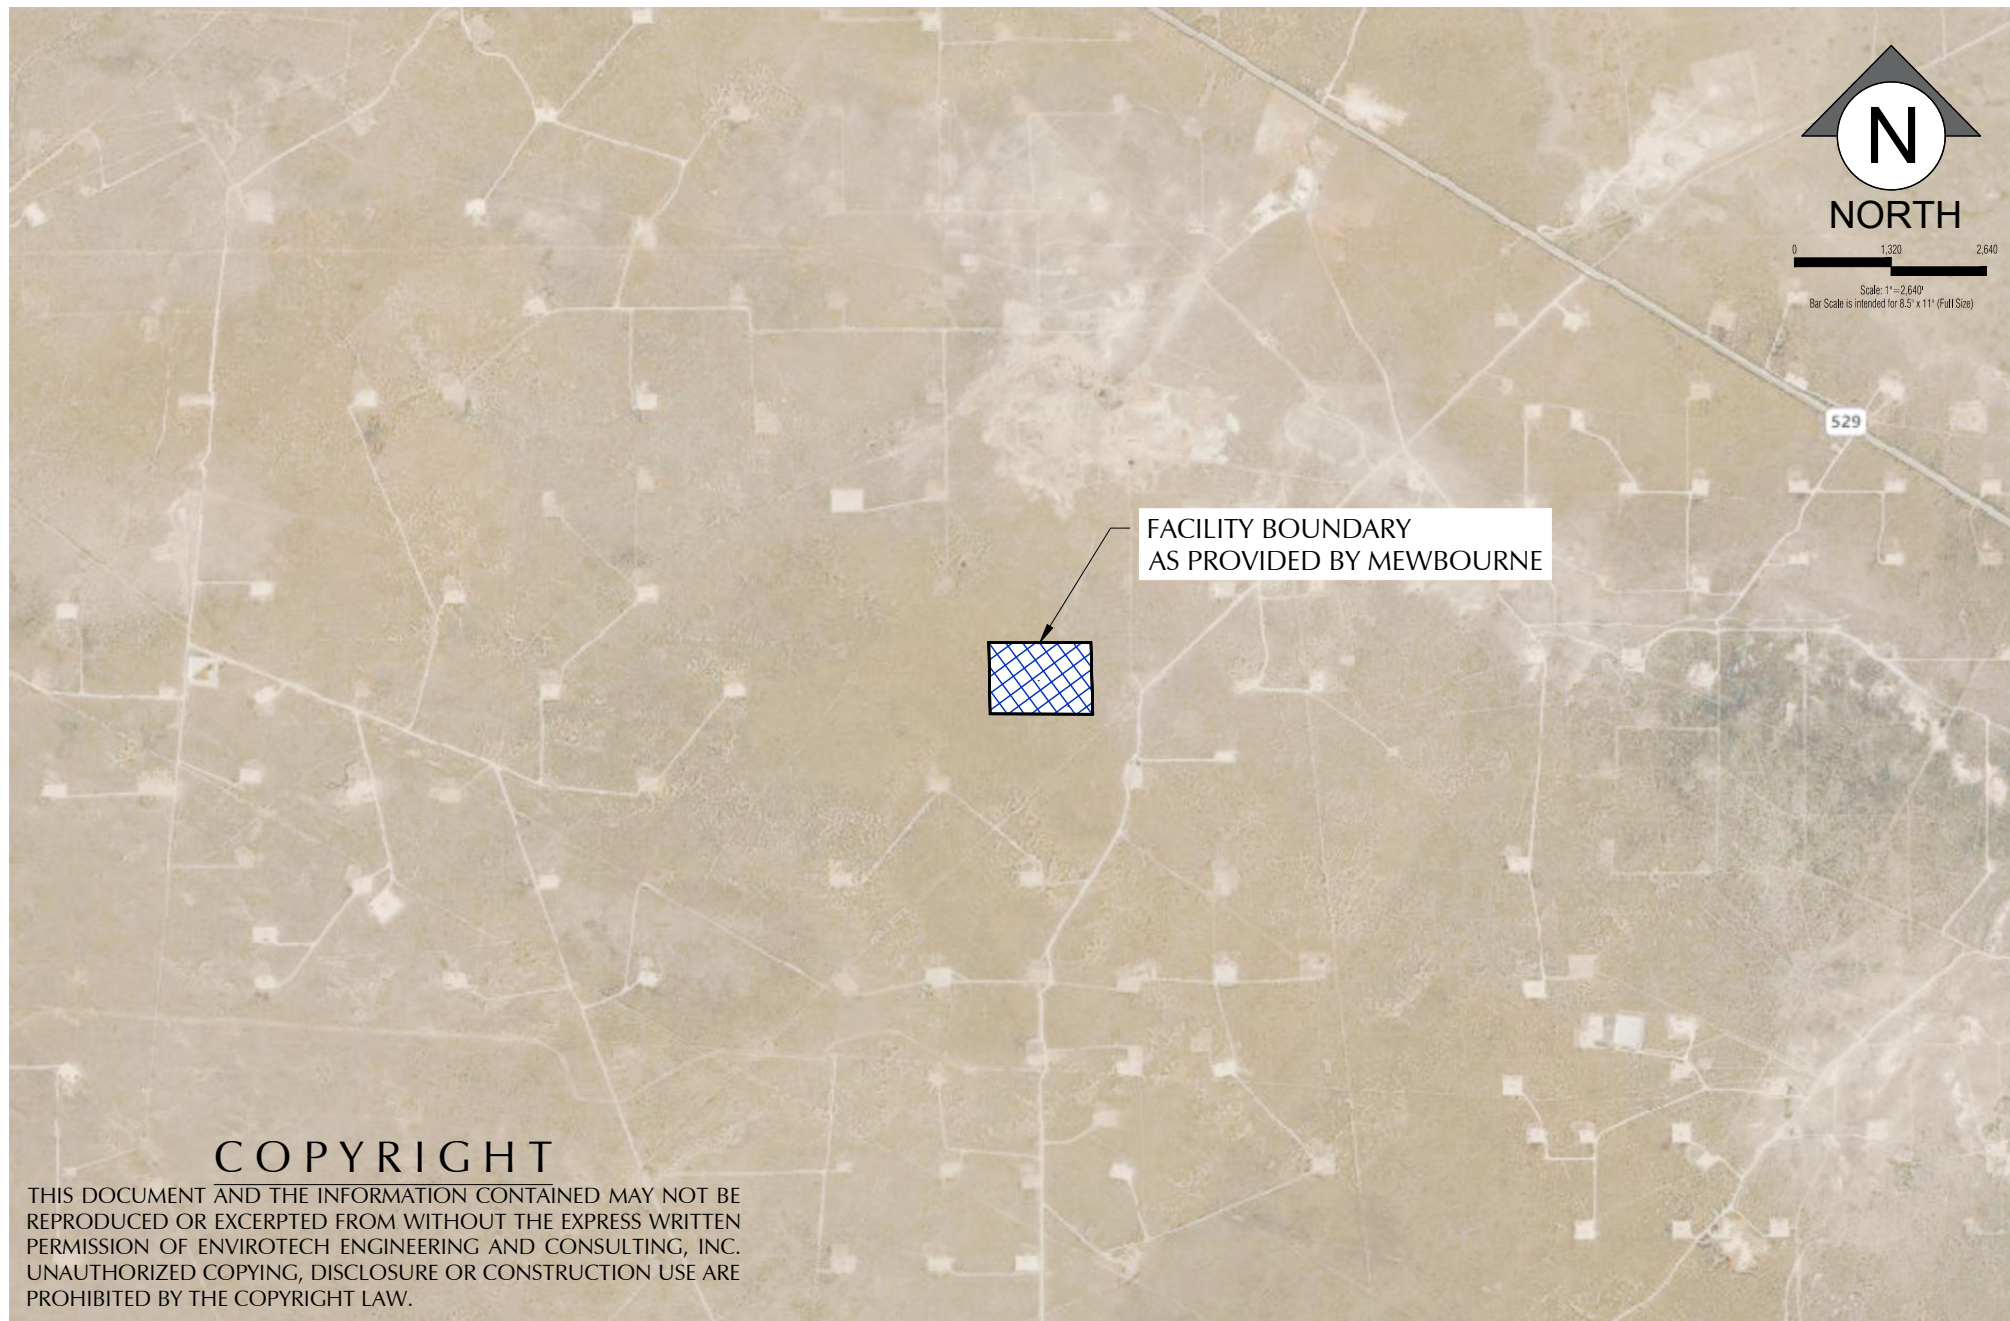 N
NORTH
0 1,320 2,640
Scale: 1"=2,640'
Bar Scale is intended for 8.5" x 11" (Full Size)
529
FACILITY BOUNDARY
AS PROVIDED BY MEWBOURNE
COPYRIGHT
THIS DOCUMENT AND THE INFORMATION CONTAINED MAY NOT BE
REPRODUCED OR EXCERPTED FROM WITHOUT THE EXPRESS WRITTEN
PERMISSION OF ENVIROTECH ENGINEERING AND CONSULTING, INC.
UNAUTHORIZED COPYING, DISCLOSURE OR CONSTRUCTION USE ARE
PROHIBITED BY THE COPYRIGHT LAW.